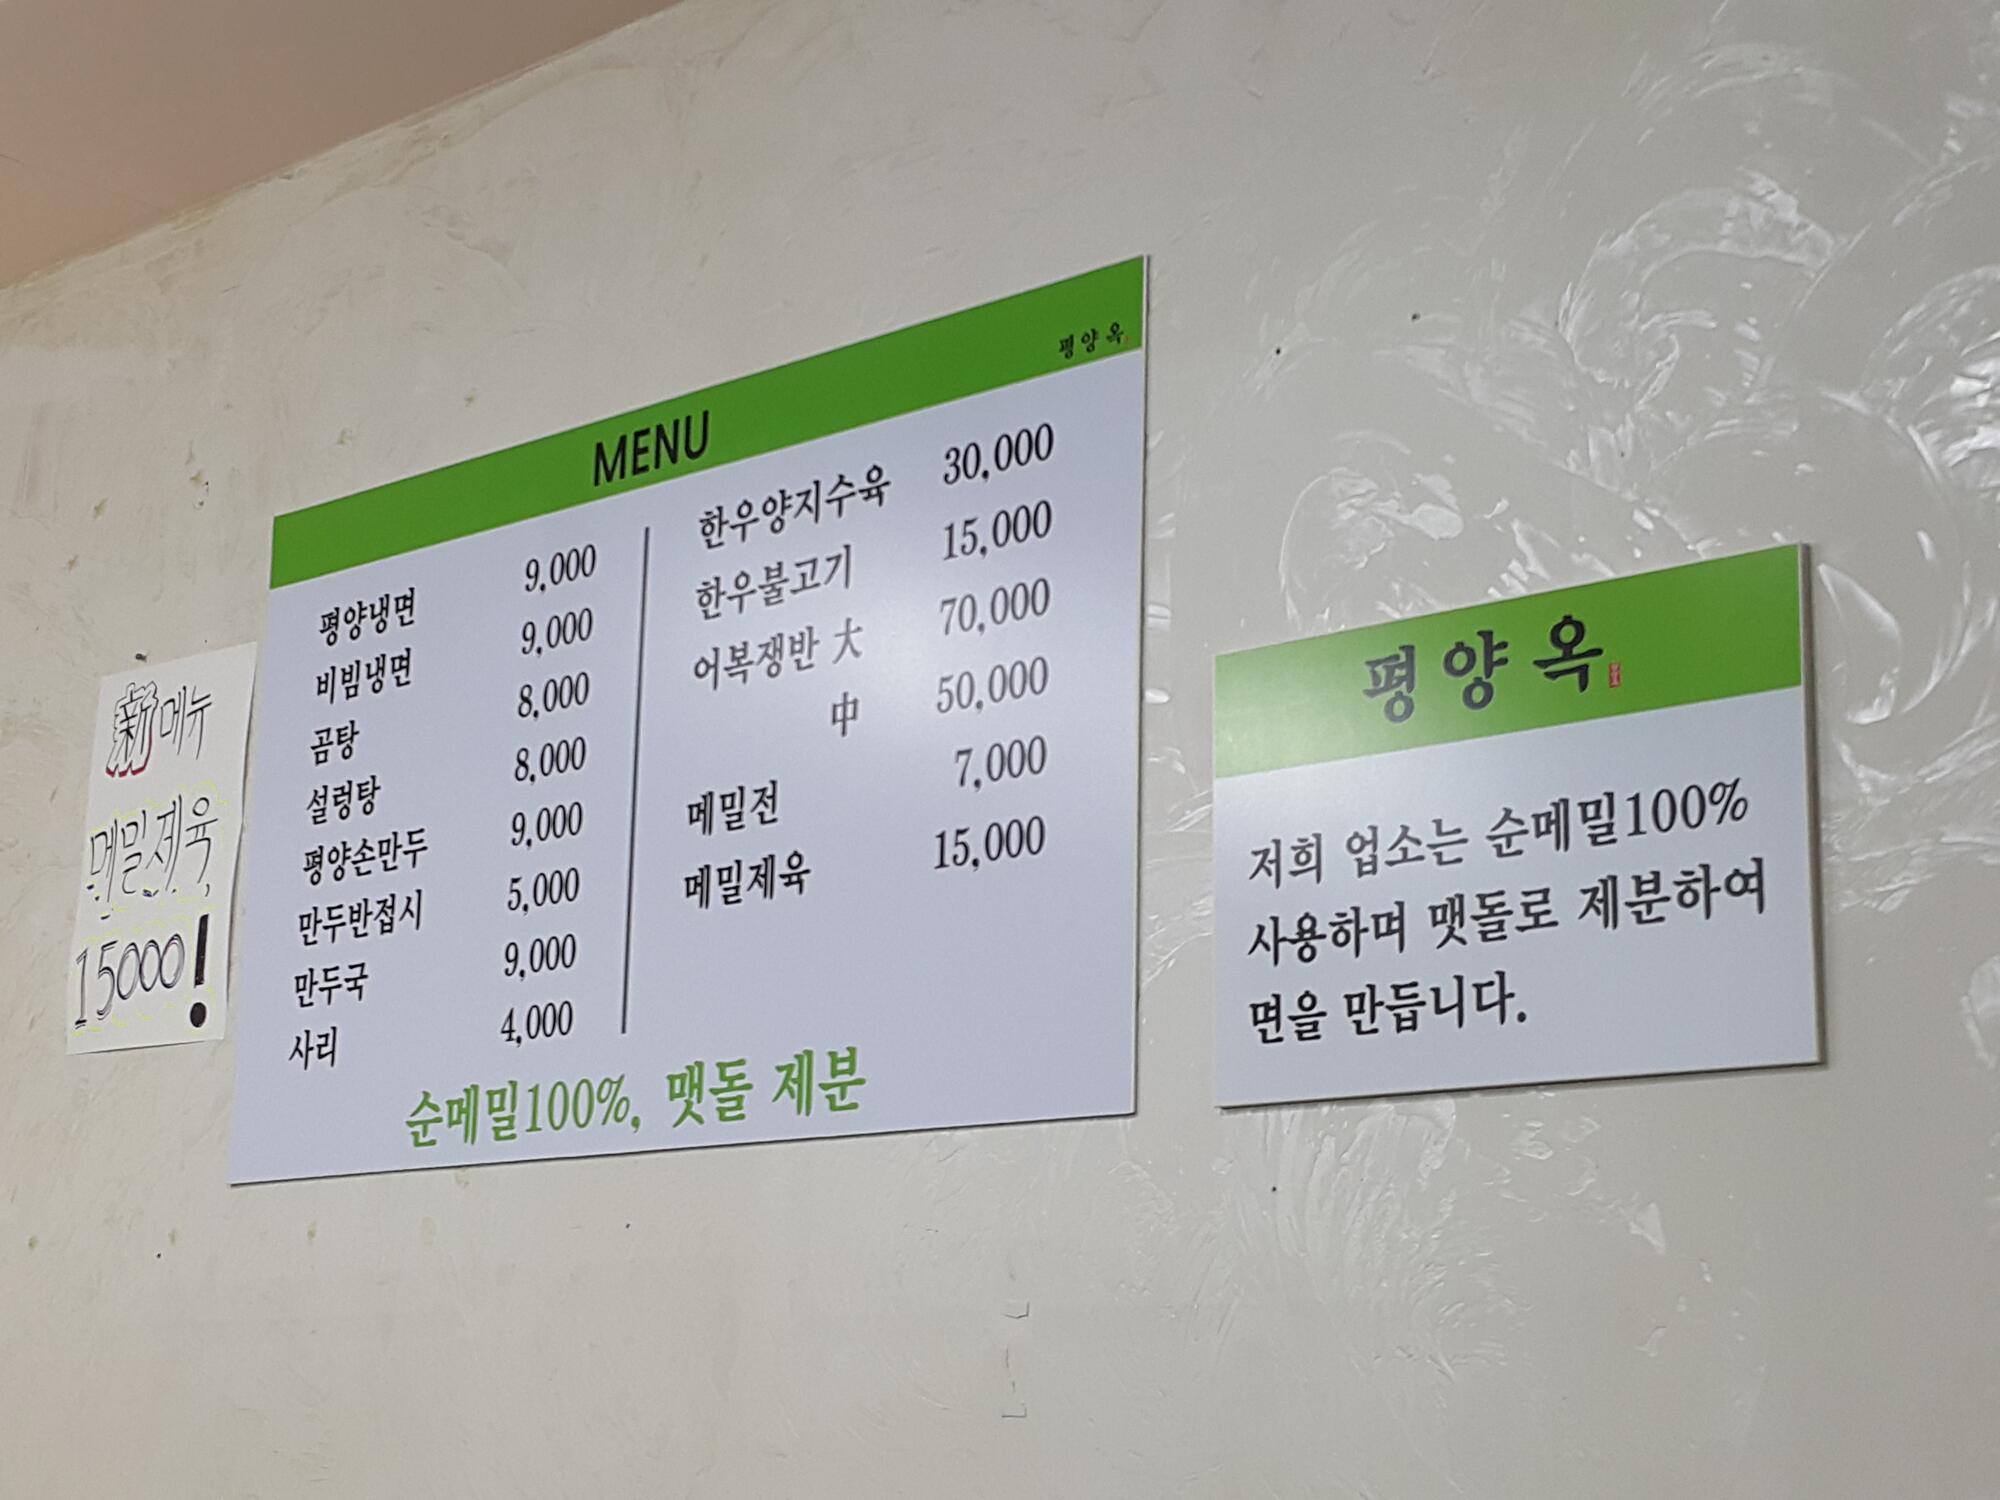 新메뉴
메밀제육
15000!
평양옥
MENU
평양냉면 9,000
비빔냉면 9,000
곰탕 8,000
설렁탕 8,000
평양손만두 9,000
만두반접시 5,000
만두국 9,000
사리 4,000
한우양지수육 30,000
한우불고기 15,000
어복쟁반 大 70,000
中 50,000
메밀전 7,000
메밀제육 15,000
순메밀100%, 맷돌 제분
평양옥
저희 업소는 순메밀100%
사용하며 맷돌로 제분하여
면을 만듭니다.